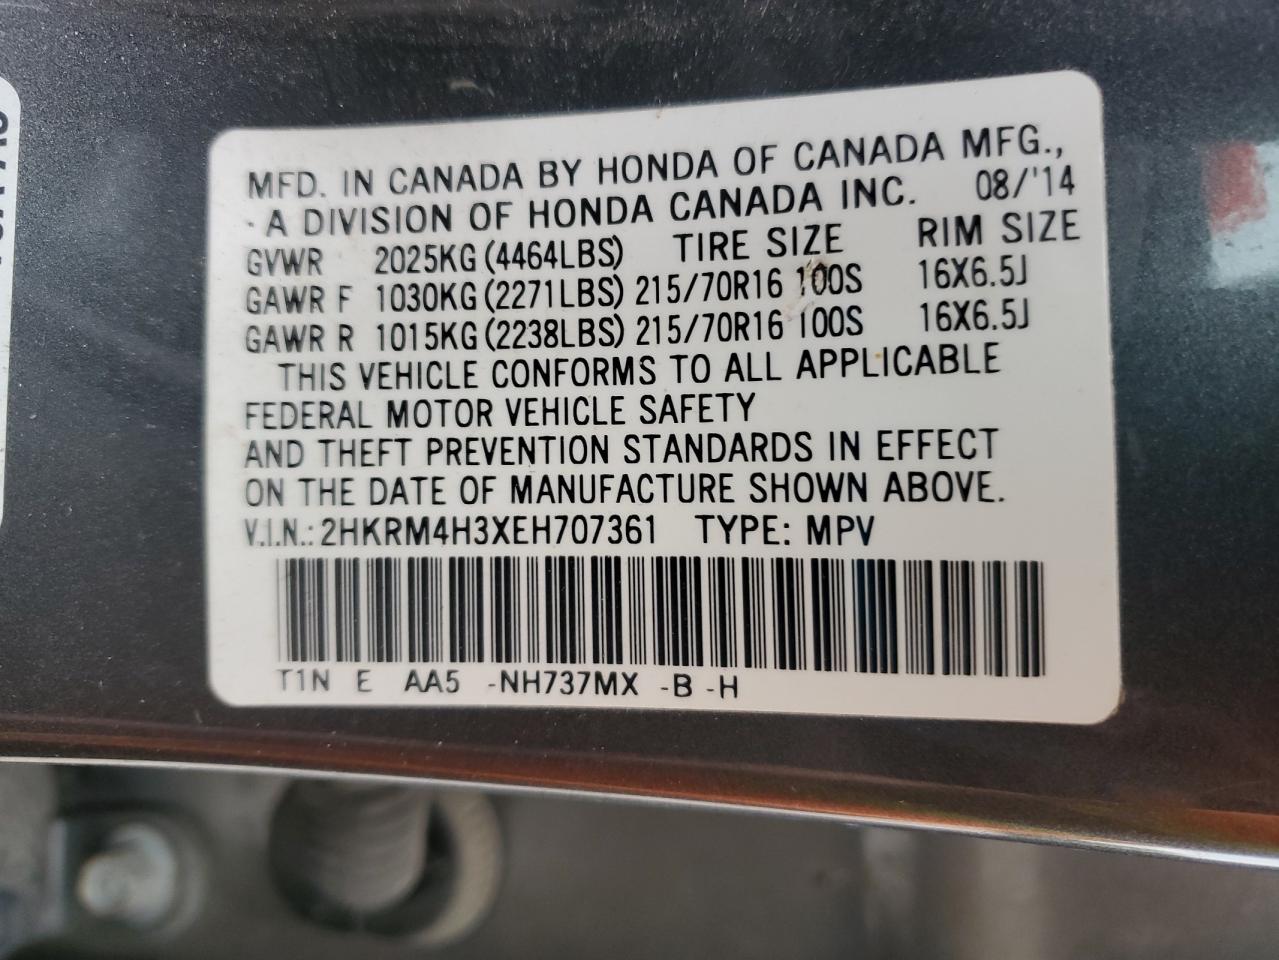 MFD. IN CANADA BY HONDA OF CANADA MFG.,
- A DIVISION OF HONDA CANADA INC. 08/'14
GVWR 2025KG (4464LBS) TIRE SIZE RIM SIZE
GAWR F 1030KG (2271LBS) 215/70R16 100S 16X6.5J
GAWR R 1015KG (2238LBS) 215/70R16 100S 16X6.5J
THIS VEHICLE CONFORMS TO ALL APPLICABLE
FEDERAL MOTOR VEHICLE SAFETY
AND THEFT PREVENTION STANDARDS IN EFFECT
ON THE DATE OF MANUFACTURE SHOWN ABOVE.
V.I.N.: 2HKRM4H3XEH707361 TYPE: MPV
T1N E AA5 -NH737MX -B -H